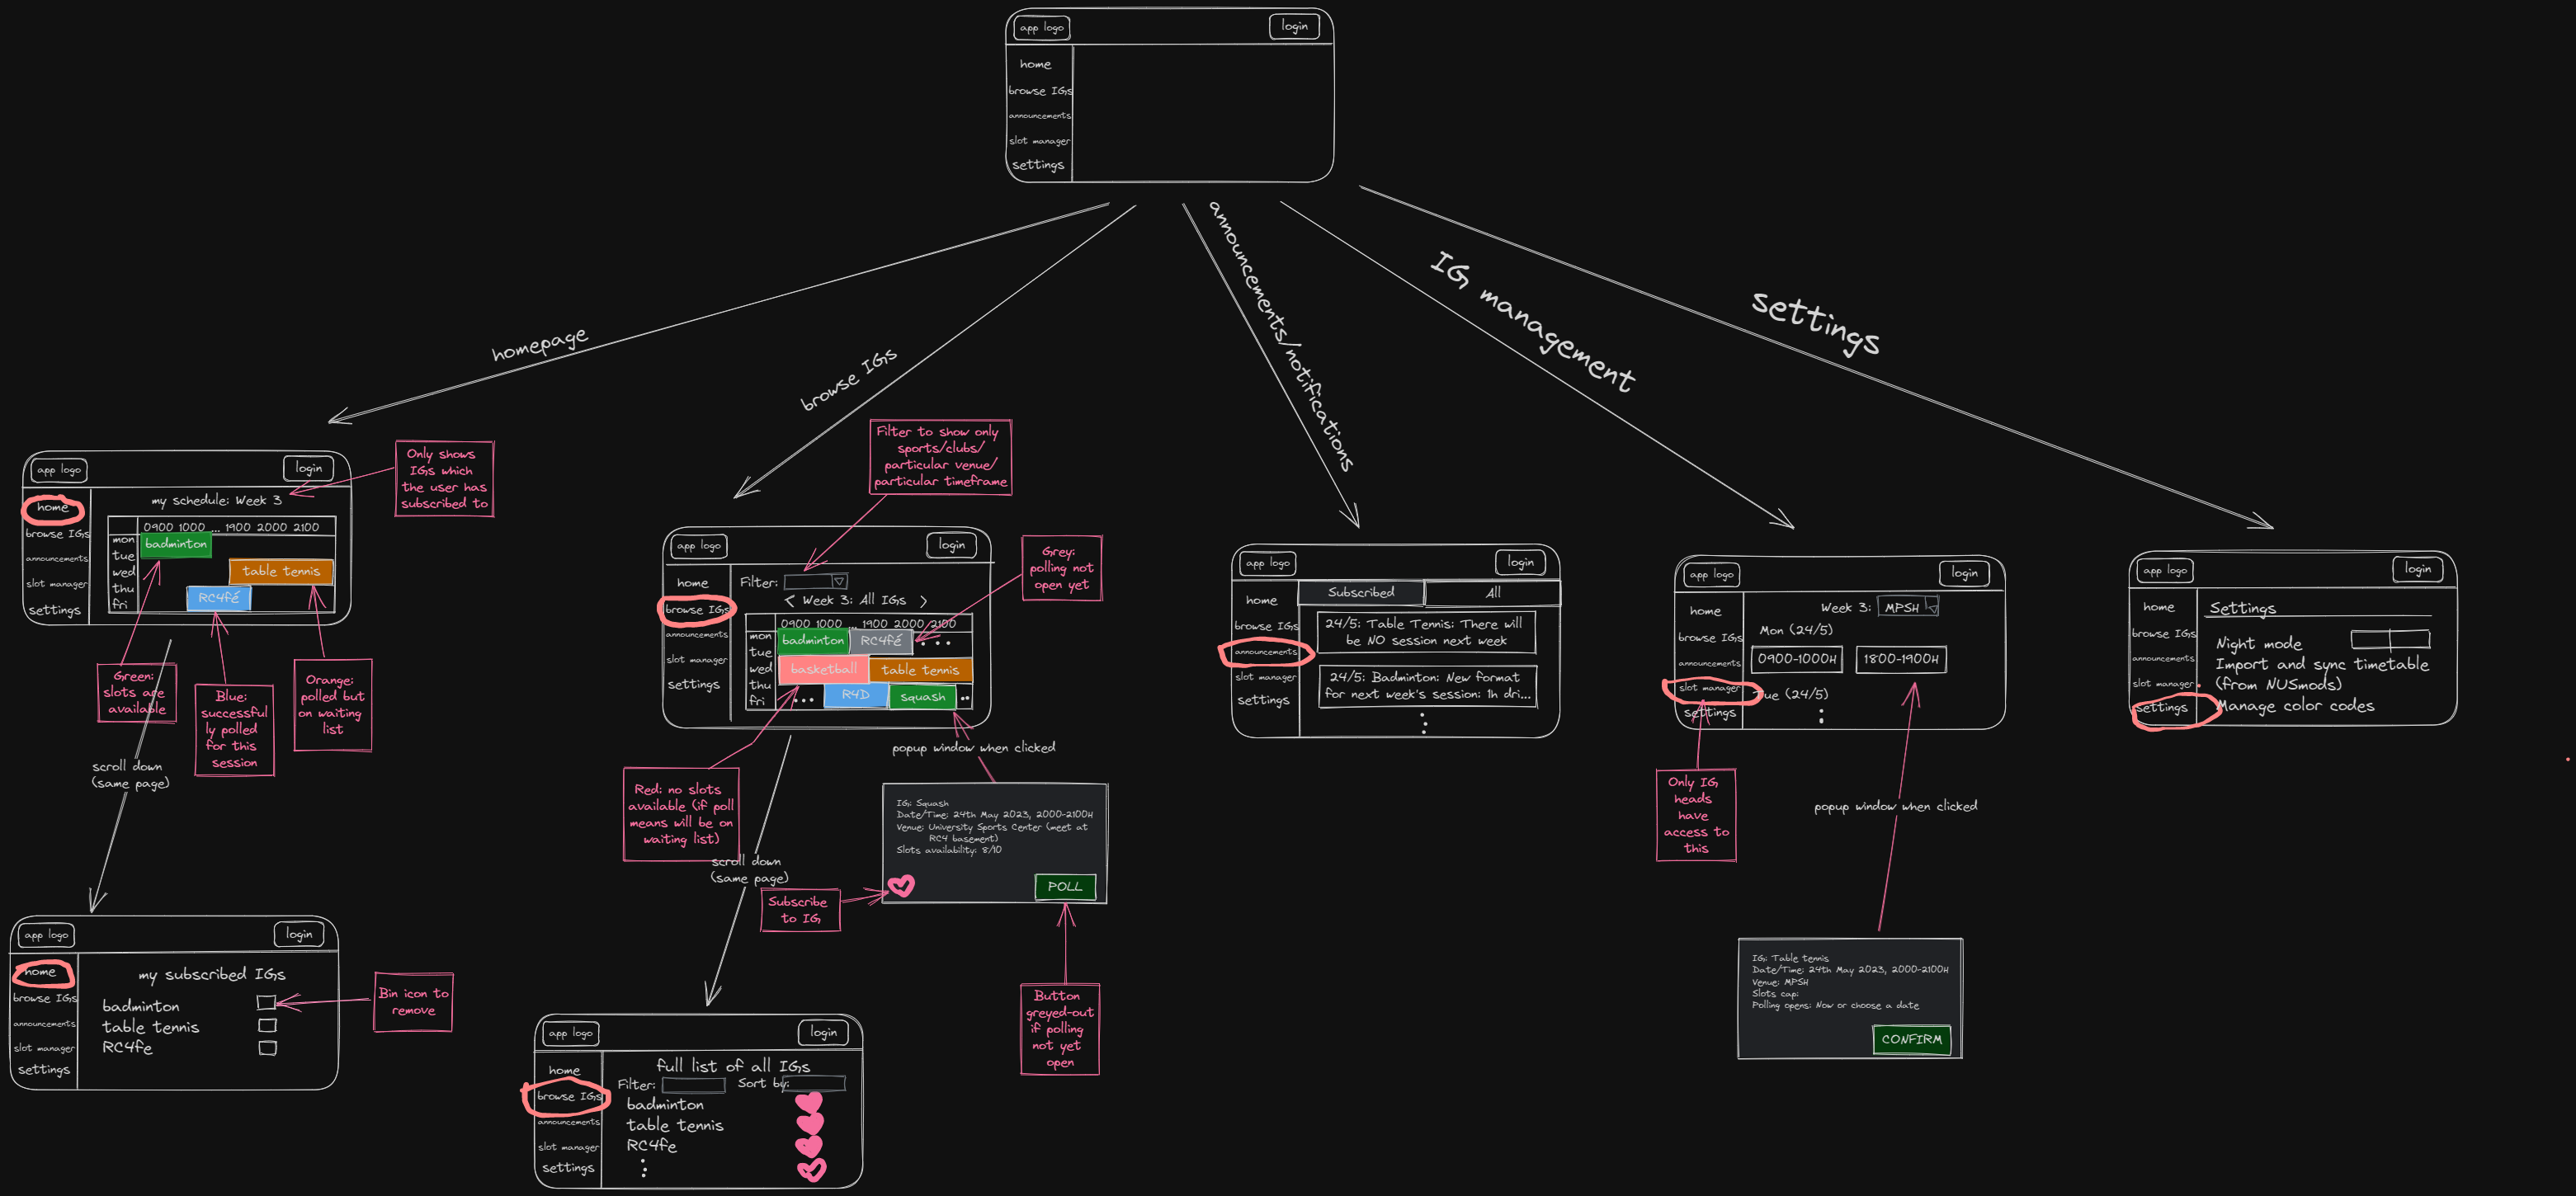 app logo
login
home
browse IGs
announcements
slot manager
settings
homepage
browse IGs
announcements/notifications
IG management
settings
app logo
login
home
browse IGs
announcements
slot manager
settings
my schedule: Week 3
0900 1000 ... 1900 2000 2100
mon
tue
wed
thu
fri
badminton
table tennis
RC4fé
Only shows
IGs which
the user has
subscribed to
Green:
slots are
available
Blue:
successful
ly polled
for this
session
Orange:
polled but
on waiting
list
scroll down
(same page)
app logo
login
home
browse IGs
announcements
slot manager
settings
my subscribed IGs
badminton
table tennis
RC4fe
Bin icon to
remove
Filter to show only
sports/clubs/
particular venue/
particular timeframe
app logo
login
home
browse IGs
announcements
slot manager
settings
Filter:
< Week 3: All IGs >
0900 1000 ... 1900 2000 2100
mon
tue
wed
thu
fri
badminton
RC4fé
...
basketball
table tennis
...
R4D
squash
..
Grey:
polling not
open yet
Red: no slots
available (if poll
means will be on
waiting list)
popup window when clicked
IG: Squash
Date/Time: 24th May 2023, 2000-2100H
Venue: University Sports Center (meet at
RC4 basement)
Slots availability: 8/10
POLL
Subscribe
to IG
Button
greyed-out
if polling
not yet
open
scroll down
(same page)
app logo
login
home
browse IGs
announcements
slot manager
settings
full list of all IGs
Filter:
Sort by:
badminton
table tennis
RC4fe
app logo
login
home
browse IGs
announcements
slot manager
settings
Subscribed
All
24/5: Table Tennis: There will
be NO session next week
24/5: Badminton: New format
for next week's session: 1h dri...
app logo
login
home
browse IGs
announcements
slot manager
settings
Week 3:
MPSH
Mon (24/5)
0900-1000H
1800-1900H
Tue (24/5)
Only IG
heads
have
access to
this
popup window when clicked
IG: Table tennis
Date/Time: 24th May 2023, 2000-2100H
Venue: MPSH
Slots cap:
Polling opens: Now or choose a date
CONFIRM
app logo
login
home
browse IGs
announcements
slot manager
settings
Settings
Night mode
Import and sync timetable
(from NUSmods)
Manage color codes